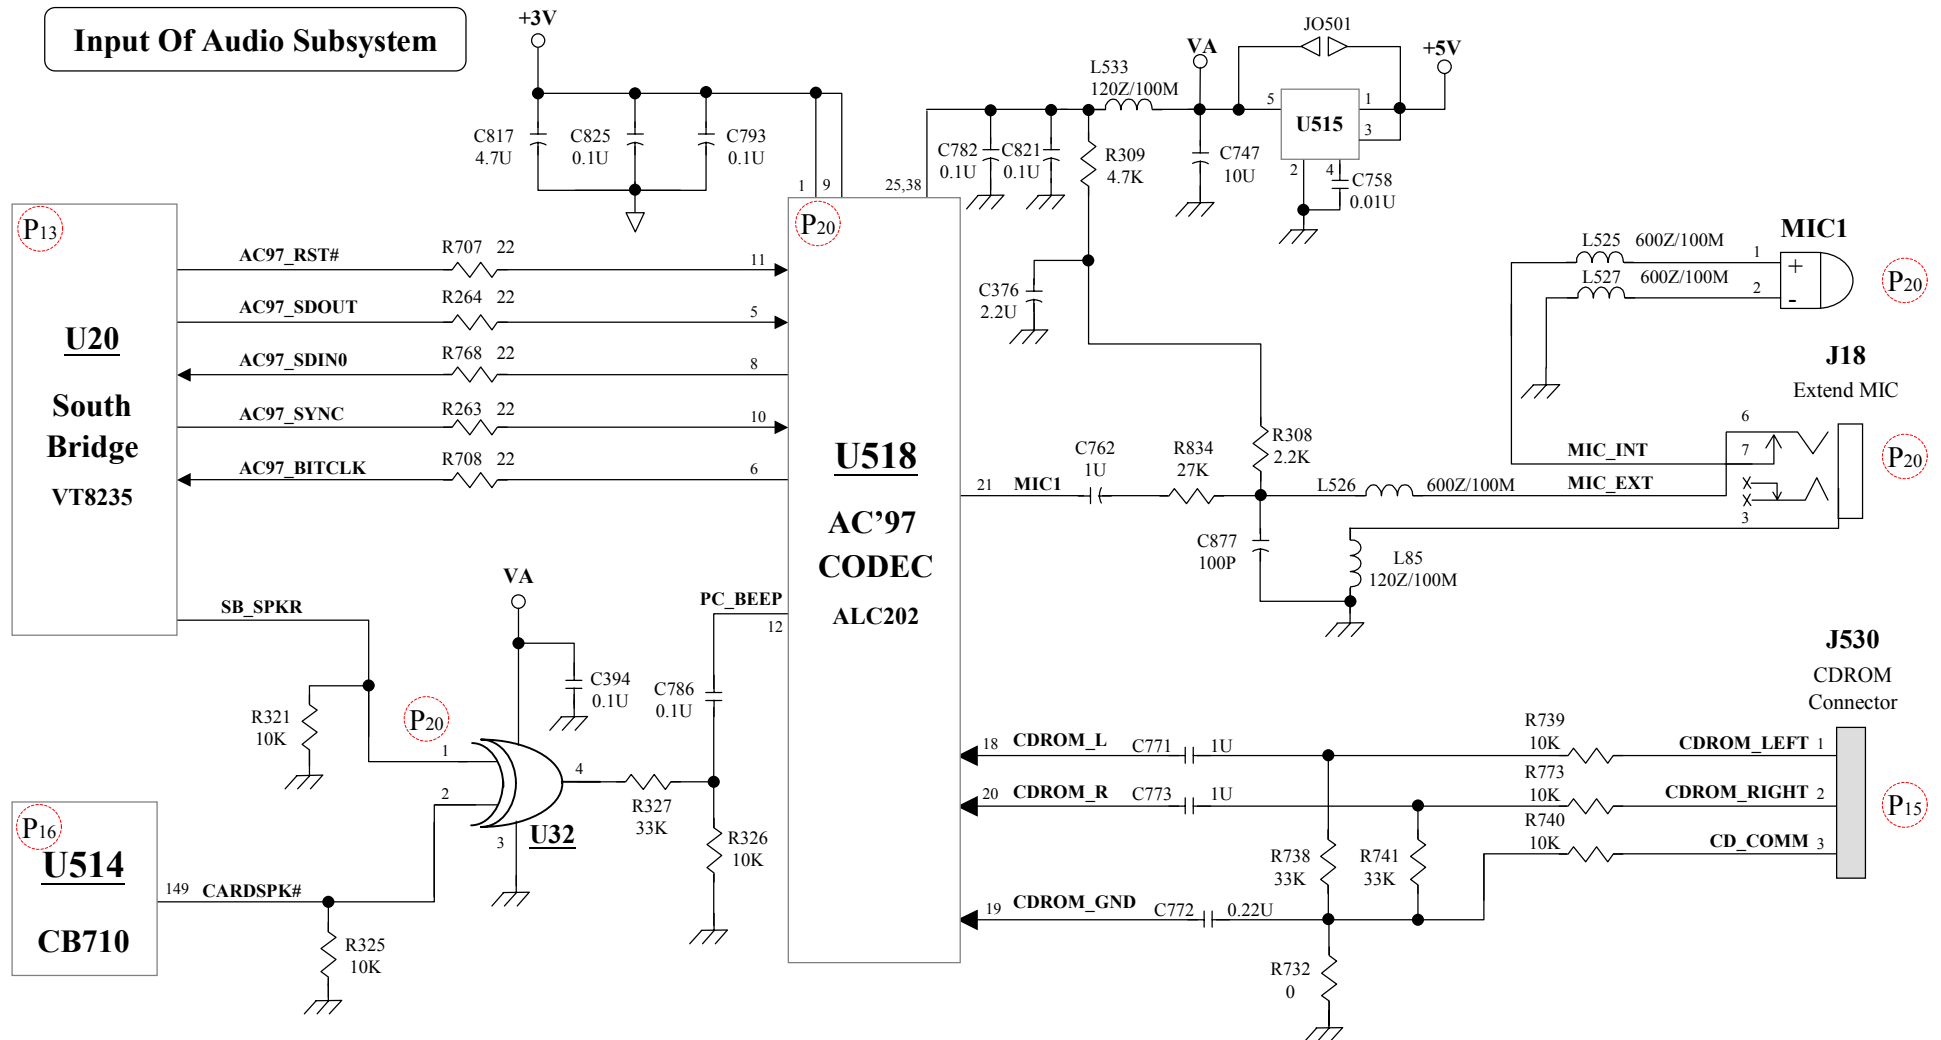 Input Of Audio Subsystem
+3V
C817
4.7U
C825
0.1U
C793
0.1U
1
9
25,38
C782
0.1U
C821
0.1U
L533
120Z/100M
R309
4.7K
VA
C747
10U
JO501
+5V
5
U515
1
3
2
4
C758
0.01U
P13
U20
South
Bridge
VT8235
AC97_RST#
R707 22
11
AC97_SDOUT
R264 22
5
AC97_SDIN0
R768 22
8
AC97_SYNC
R263 22
10
AC97_BITCLK
R708 22
6
SB_SPKR
P20
U518
AC’97
CODEC
ALC202
C376
2.2U
R308
2.2K
21
MIC1
C762
1U
R834
27K
L526
600Z/100M
MIC_EXT
MIC_INT
C877
100P
L85
120Z/100M
L525
600Z/100M
1
L527
600Z/100M
2
MIC1
+
-
P20
J18
Extend MIC
6
7
3
P20
R321
10K
P20
VA
C394
0.1U
1
2
3
4
U32
R327
33K
R326
10K
C786
0.1U
PC_BEEP
12
P16
U514
CB710
149
CARDSPK#
R325
10K
J530
CDROM
Connector
18
CDROM_L
C771
1U
R739
10K
CDROM_LEFT
1
20
CDROM_R
C773
1U
R773
10K
CDROM_RIGHT
2
R740
10K
CD_COMM
3
P15
R738
33K
R741
33K
19
CDROM_GND
C772
0.22U
R732
0